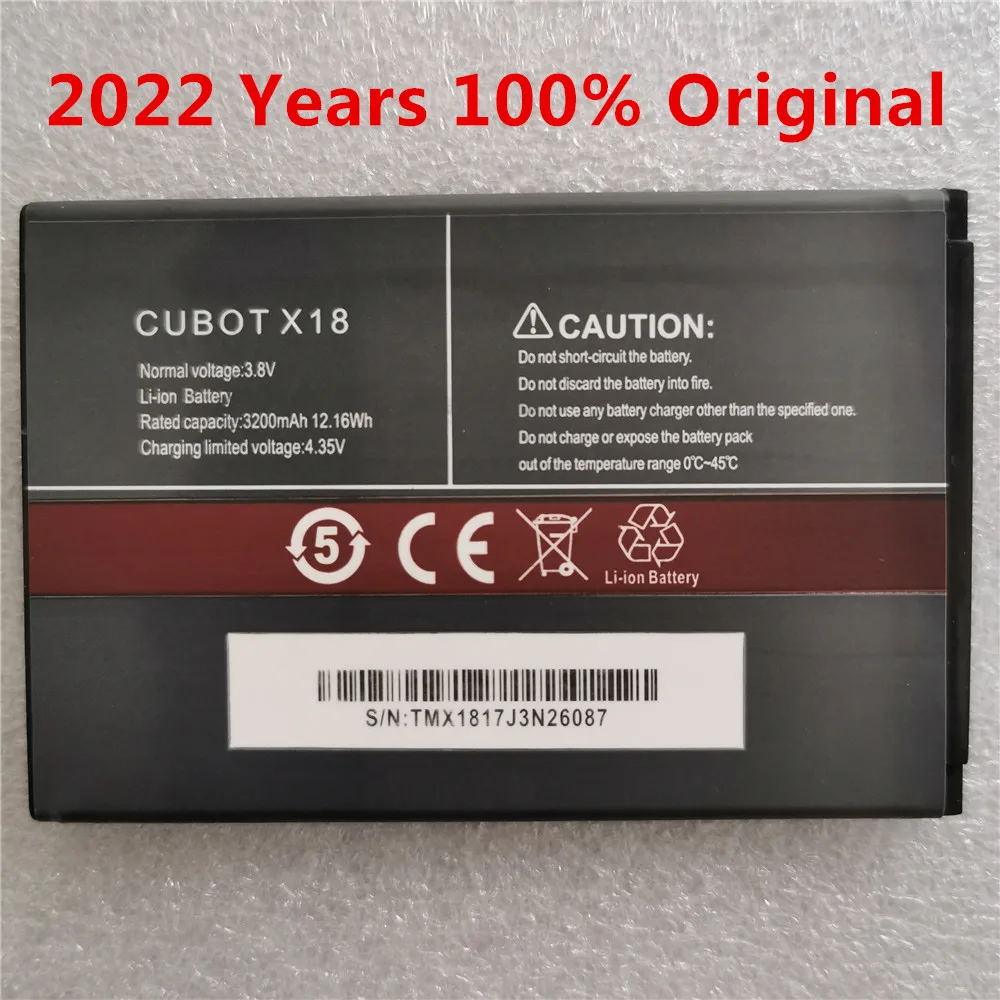 2022 Years 100% Original
CUBOT X18
Normal voltage:3.8V
Li-ion Battery
Rated capacity:3200mAh 12.16Wh
Charging limited voltage:4.35V
CAUTION:
Do not short-circuit the battery.
Do not discard the battery into fire.
Do not use any battery charger other than the specified one.
Do not charge or expose the battery pack
out of the temperature range 0℃~45℃
5
CE
Li-ion Battery
S/N:TMX1817J3N26087